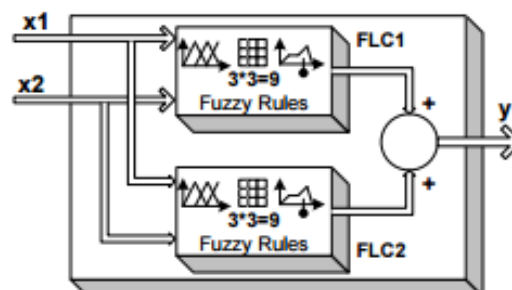 x1
FLC1
3*3=9
Fuzzy Rules
x2
+
y
+
3*3=9
Fuzzy Rules
FLC2